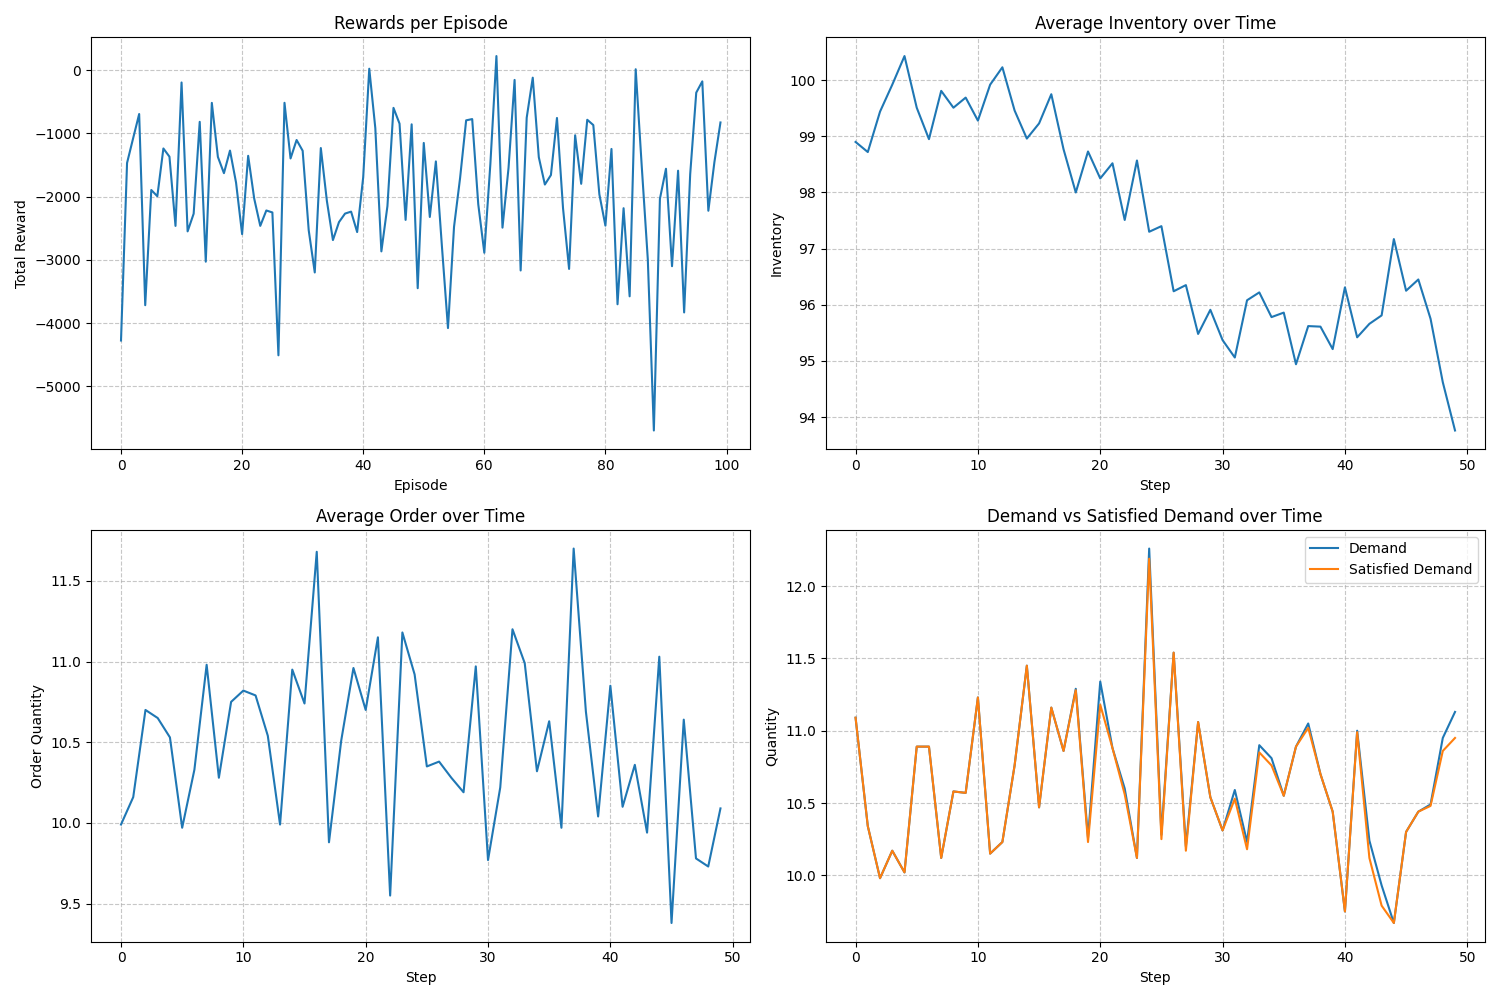 Rewards per Episode
Total Reward
0
−1000
−2000
−3000
−4000
−5000
0 20 40 60 80 100
Episode
Average Inventory over Time
Inventory
100
99
98
97
96
95
94
0 10 20 30 40 50
Step
Average Order over Time
Order Quantity
11.5
11.0
10.5
10.0
9.5
0 10 20 30 40 50
Step
Demand vs Satisfied Demand over Time
Demand
Satisfied Demand
Quantity
12.0
11.5
11.0
10.5
10.0
0 10 20 30 40 50
Step